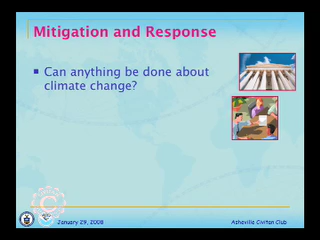 Mitigation and Response
Can anything be done about
climate change?
January 29, 2008
Asheville Civitan Club